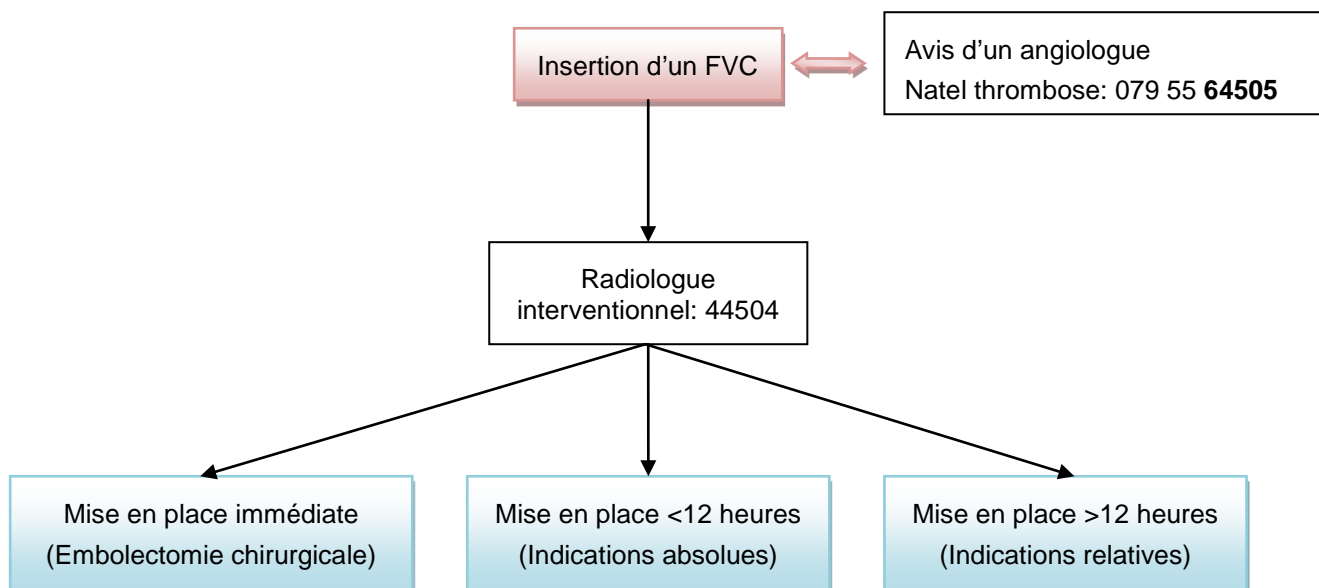 Insertion d’un FVC
Avis d’un angiologue
Natel thrombose: 079 55 64505
Radiologue
interventionnel: 44504
Mise en place immédiate
(Embolectomie chirurgicale)
Mise en place <12 heures
(Indications absolues)
Mise en place >12 heures
(Indications relatives)